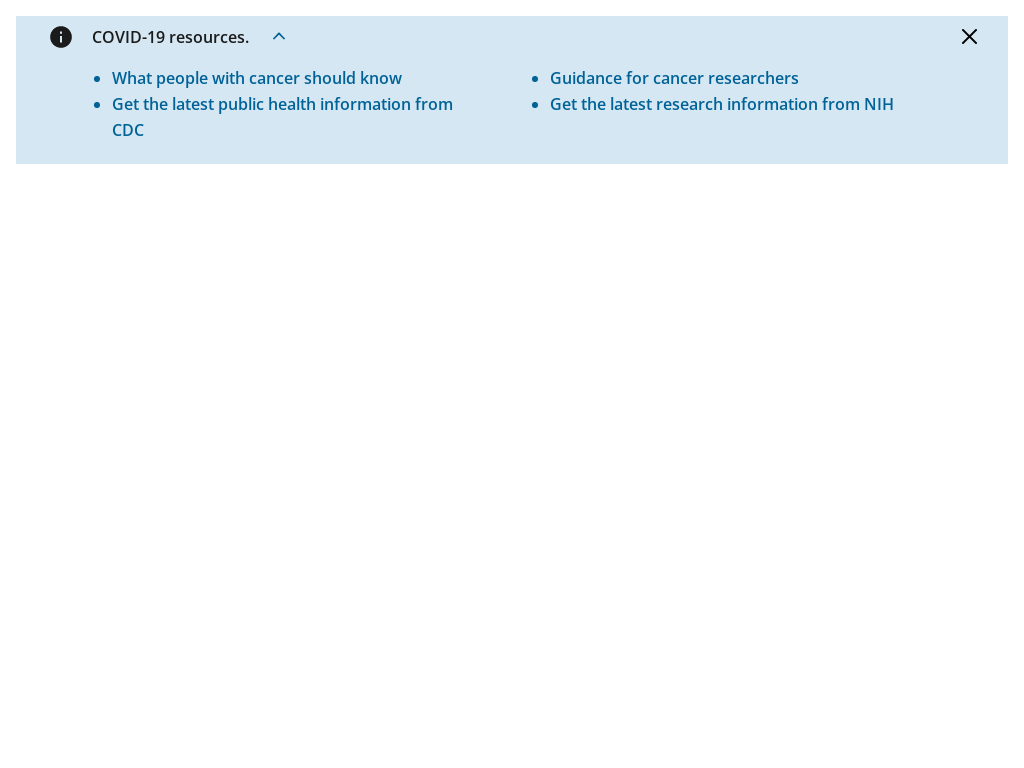 COVID-19 resources.
What people with cancer should know
Get the latest public health information from
CDC
Guidance for cancer researchers
Get the latest research information from NIH